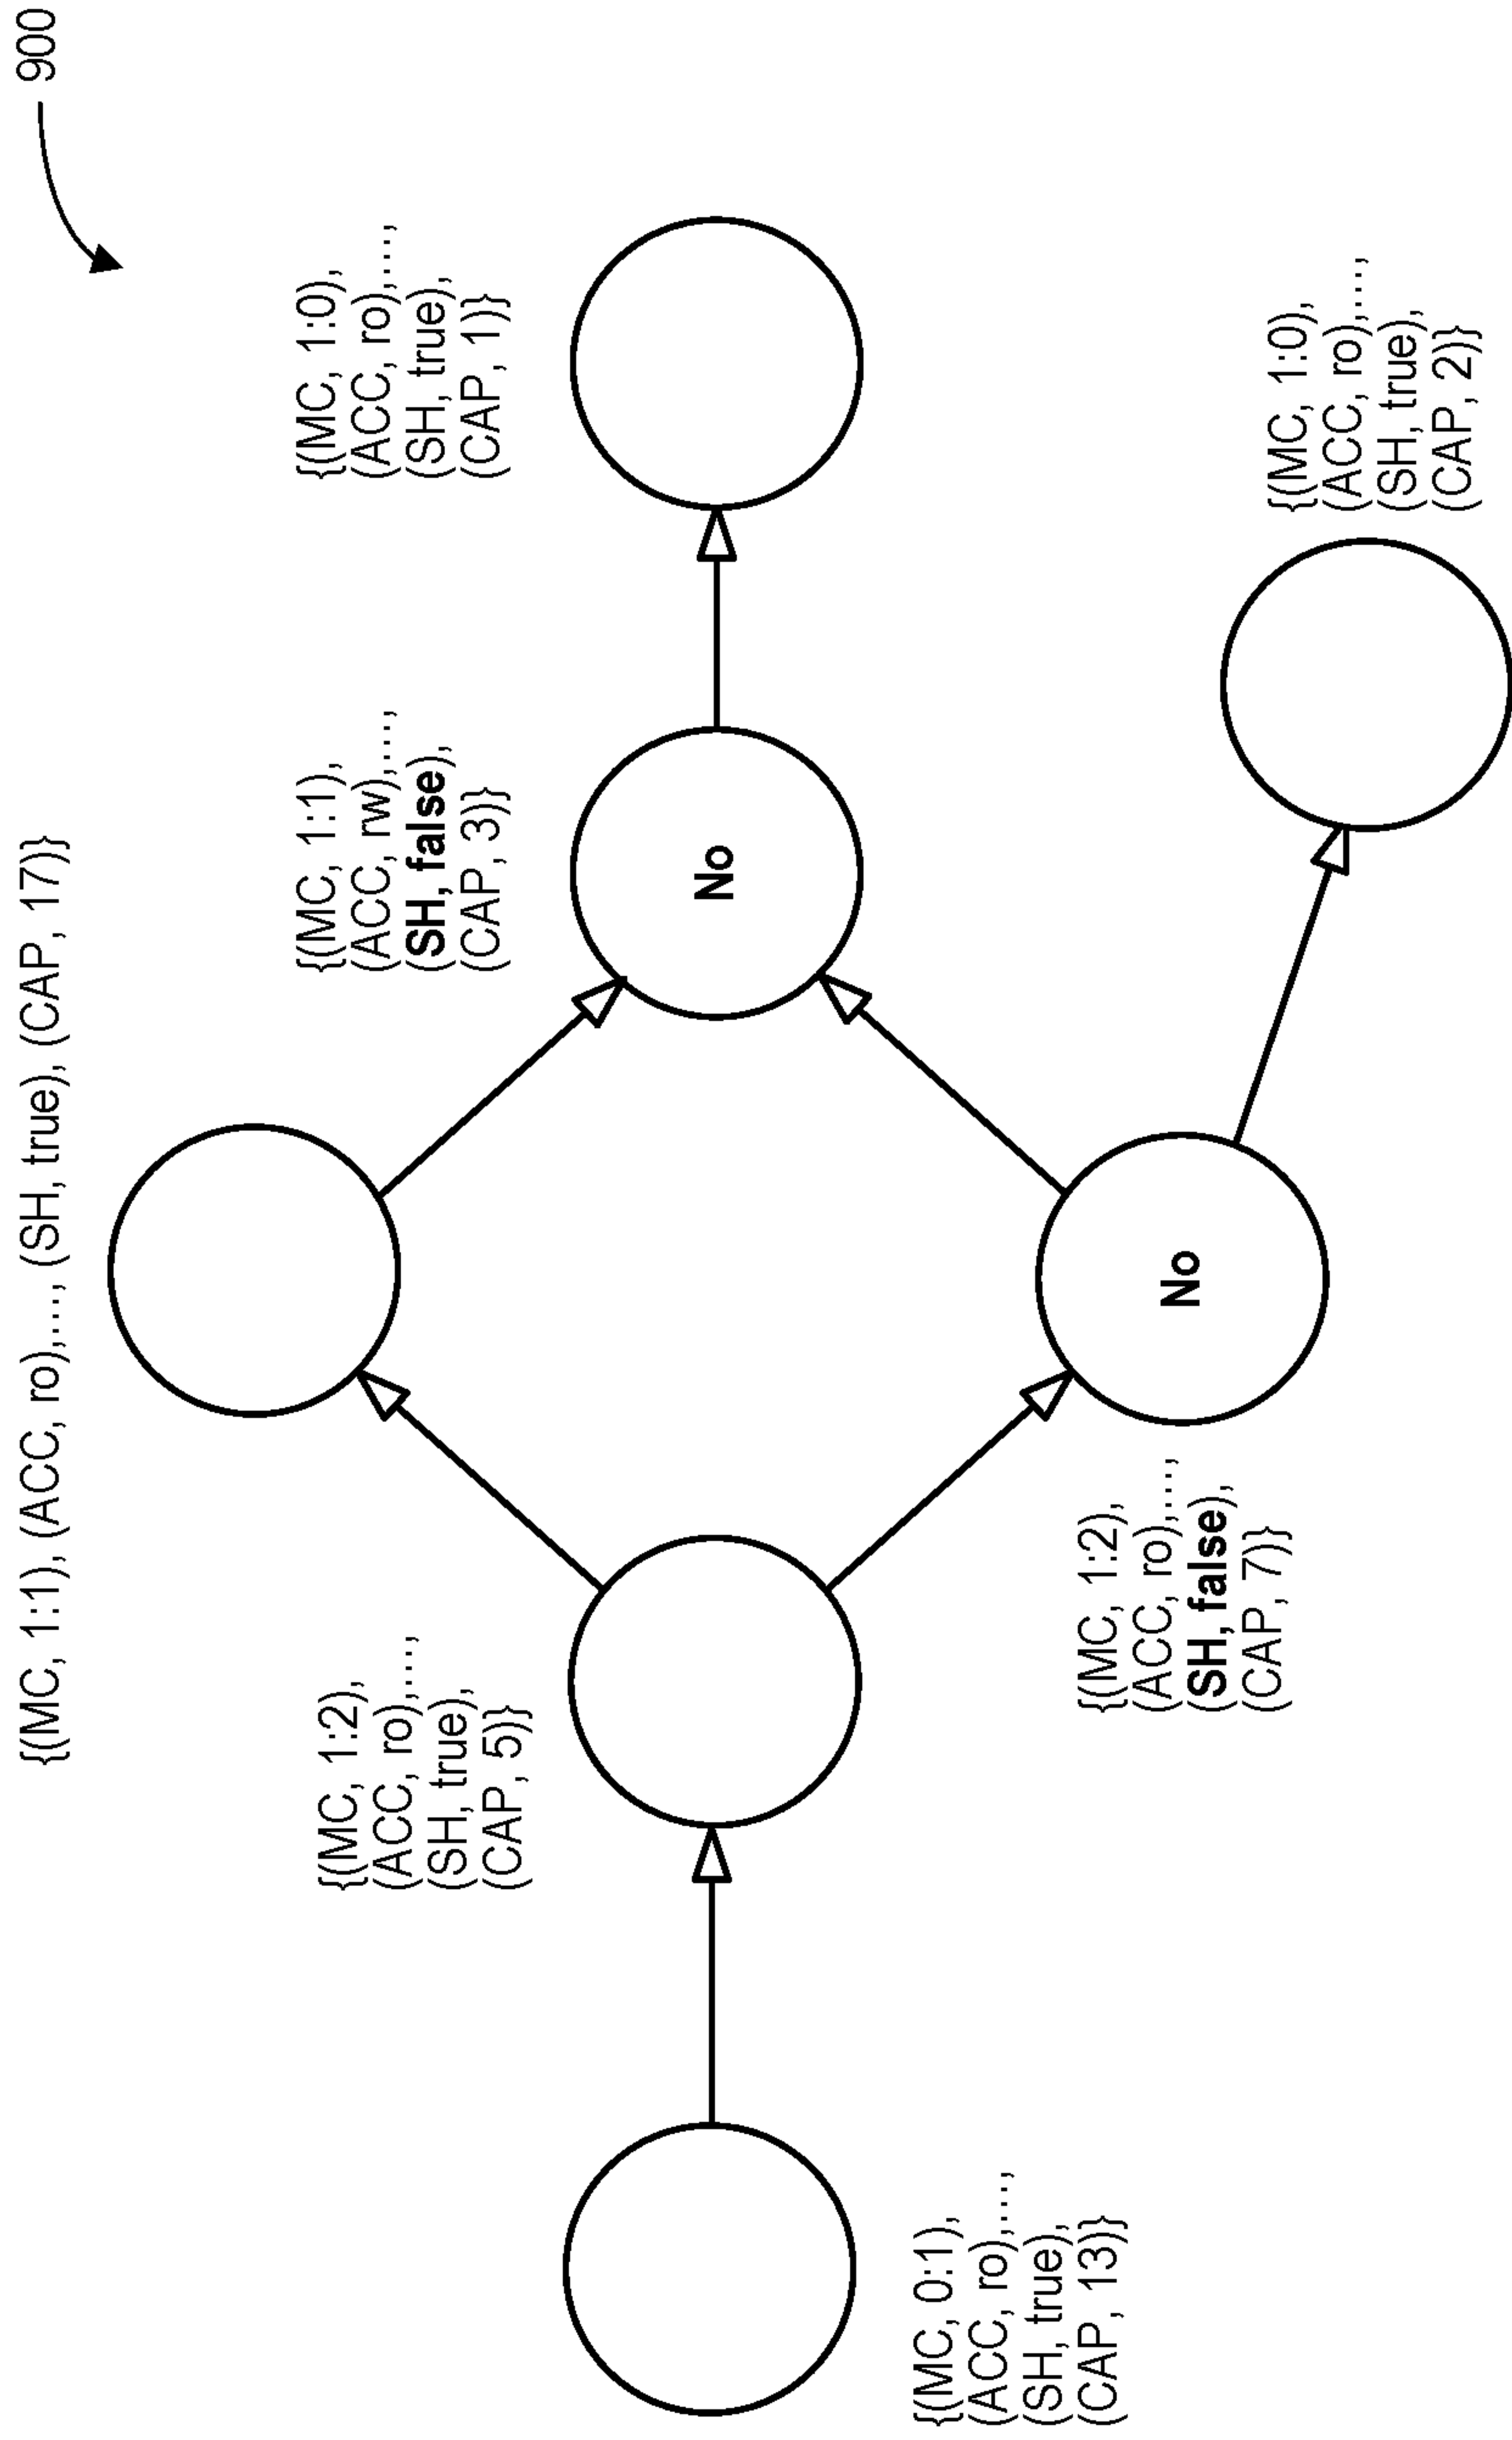 900
{(MC, 1:1), (ACC, ro),..., (SH, true), (CAP, 17)}
{(MC, 1:2),
(ACC, ro),...,
(SH, true),
(CAP, 5)}
{(MC, 1:1),
(ACC, rw),...,
(SH, false),
(CAP, 3)}
{(MC, 1:0),
(ACC, ro),...,
(SH, true),
(CAP, 1)}
No
{(MC, 0:1),
(ACC, ro),...,
(SH, true),
(CAP, 13)}
{(MC, 1:2),
(ACC, ro),...,
(SH, false),
(CAP, 7)}
No
{(MC, 1:0),
(ACC, ro),...,
(SH, true),
(CAP, 2)}